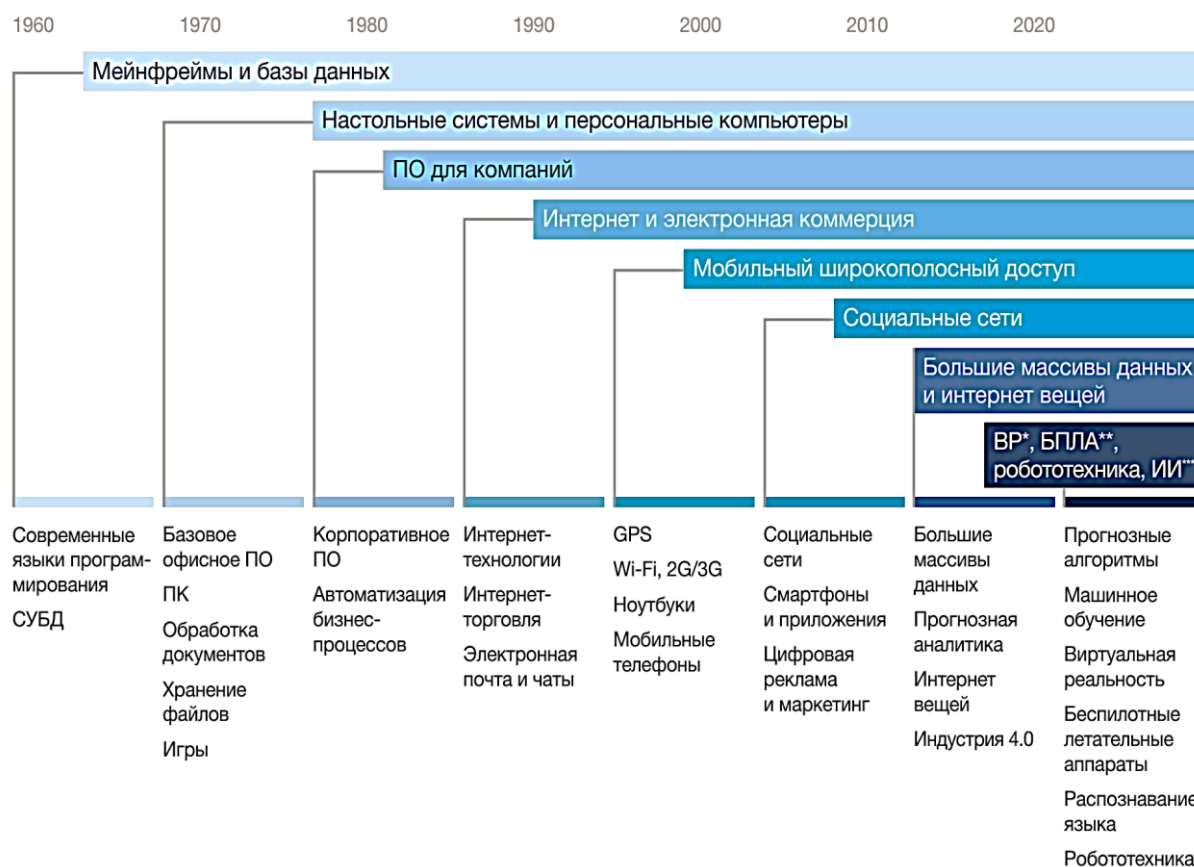 1960 1970 1980 1990 2000 2010 2020
Мейнфреймы и базы данных
Настольные системы и персональные компьютеры
ПО для компаний
Интернет и электронная коммерция
Мобильный широкополосный доступ
Социальные сети
Большие массивы данных
и интернет вещей
ВР*, БПЛА**,
робототехника, ИИ***
Современные
языки програм-
мирования
СУБД
Базовое
офисное ПО
ПК
Обработка
документов
Хранение
файлов
Игры
Корпоративное
ПО
Автоматизация
бизнес-
процессов
Интернет-
технологии
Интернет-
торговля
Электронная
почта и чаты
GPS
Wi-Fi, 2G/3G
Ноутбуки
Мобильные
телефоны
Социальные
сети
Смартфоны
и приложения
Цифровая
реклама
и маркетинг
Большие
массивы
данных
Прогнозная
аналитика
Интернет
вещей
Индустрия 4.0
Прогнозные
алгоритмы
Машинное
обучение
Виртуальная
реальность
Беспилотные
летательные
аппараты
Распознавание
языка
Робототехника